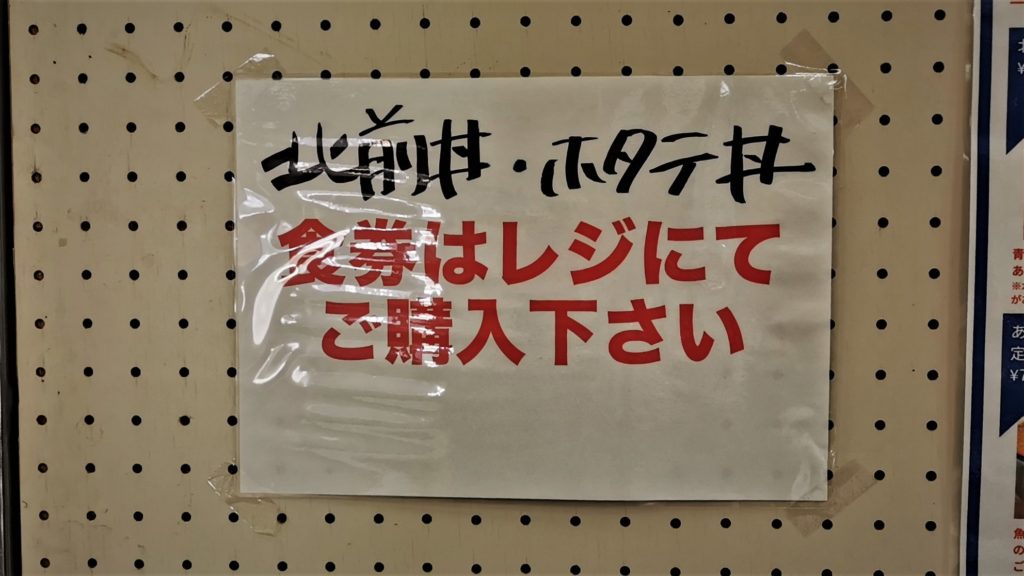 北前丼・ホタテ丼
食券はレジにて
ご購入下さい